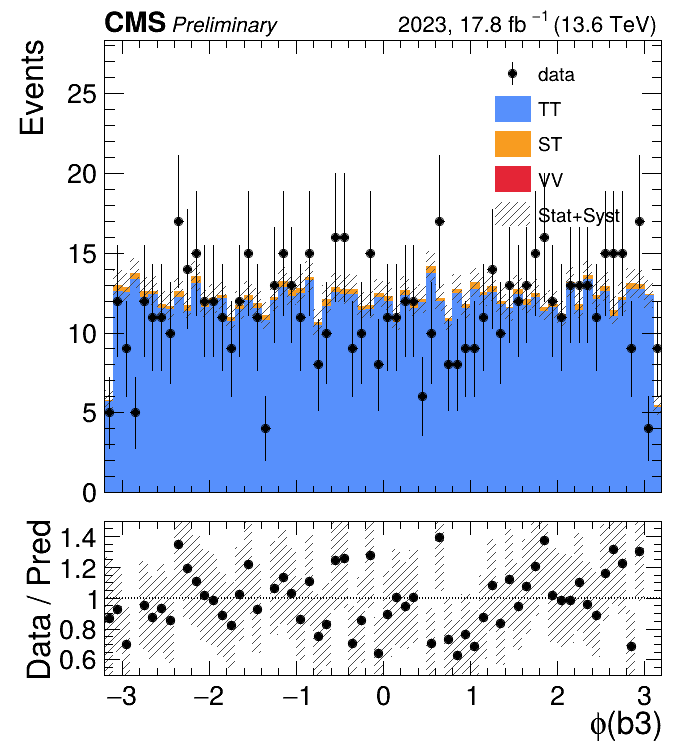 CMS Preliminary 2023, 17.8 fb⁻¹ (13.6 TeV)
Events
25
20
15
10
5
0
data
TT
ST
VV
Stat+Syst
Data / Pred
1.4
1.2
1
0.8
0.6
−3 −2 −1 0 1 2 3
ϕ(b3)